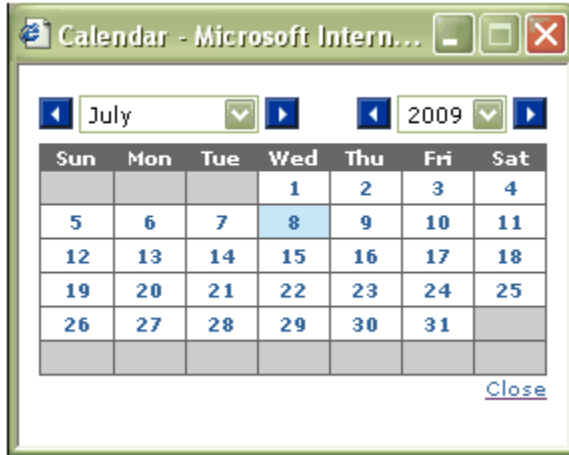 Calendar - Microsoft Intern...
July 2009
Sun Mon Tue Wed Thu Fri Sat
1 2 3 4
5 6 7 8 9 10 11
12 13 14 15 16 17 18
19 20 21 22 23 24 25
26 27 28 29 30 31
Close